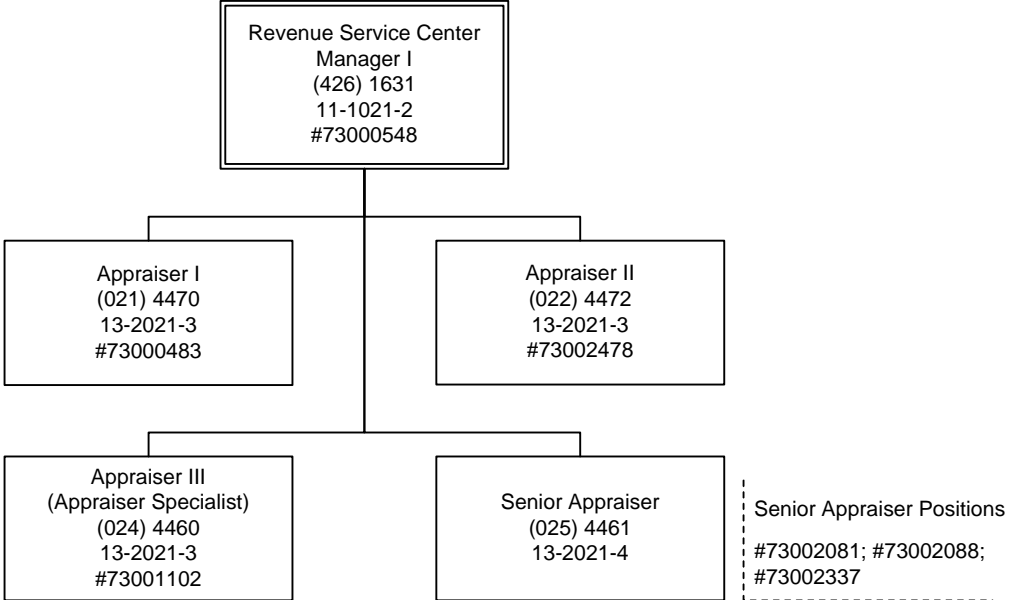 Revenue Service Center
Manager I
(426) 1631
11-1021-2
#73000548
Appraiser I
(021) 4470
13-2021-3
#73000483
Appraiser II
(022) 4472
13-2021-3
#73002478
Appraiser III
(Appraiser Specialist)
(024) 4460
13-2021-3
#73001102
Senior Appraiser
(025) 4461
13-2021-4
Senior Appraiser Positions
#73002081; #73002088;
#73002337